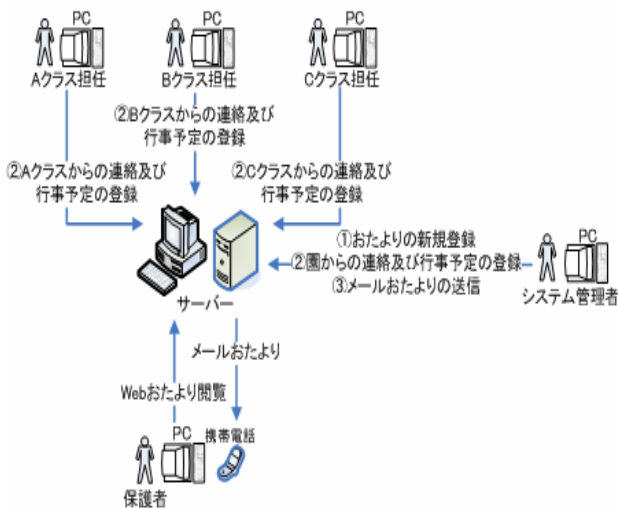 PC
Aクラス担任
PC
Bクラス担任
PC
Cクラス担任
②Bクラスからの連絡及び
行事予定の登録
②Aクラスからの連絡及び
行事予定の登録
②Cクラスからの連絡及び
行事予定の登録
①おたよりの新規登録
②園からの連絡及び行事予定の登録
③メールおたよりの送信
PC
システム管理者
サーバー
メールおたより
Webおたより閲覧
PC
携帯電話
保護者